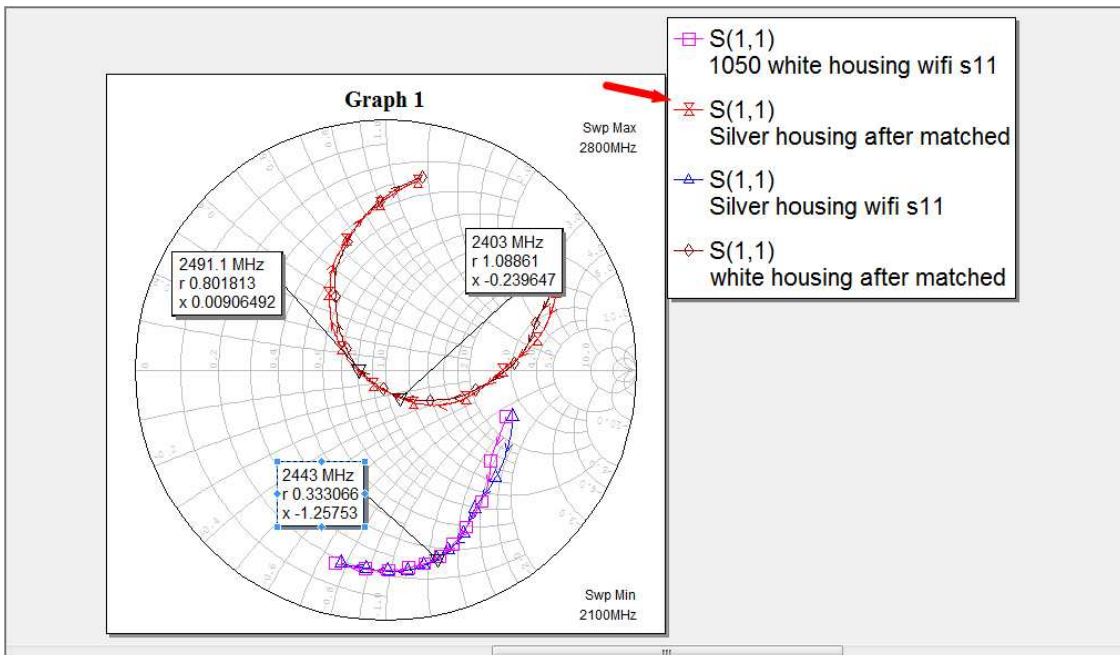 Graph 1
Swp Max
2800MHz
2491.1 MHz
r 0.801813
x 0.00906492
2403 MHz
r 1.08861
x -0.239647
2443 MHz
r 0.333066
x -1.25753
Swp Min
2100MHz
S(1,1)
1050 white housing wifi s11
S(1,1)
Silver housing after matched
S(1,1)
Silver housing wifi s11
S(1,1)
white housing after matched